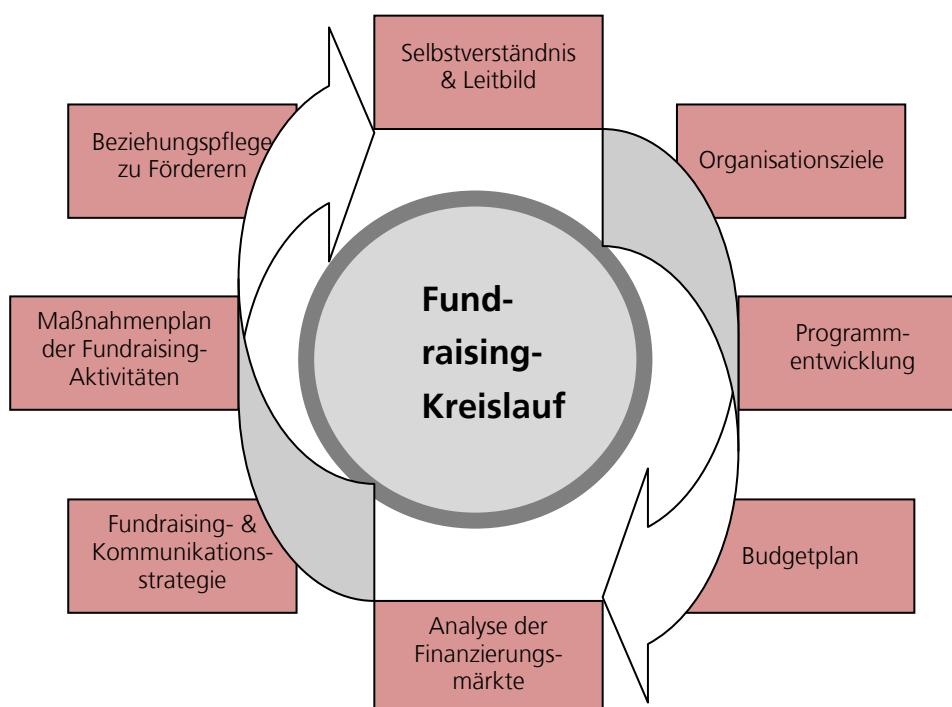 Selbstverständnis
& Leitbild
Organisationsziele
Programm-
entwicklung
Budgetplan
Analyse der
Finanzierungs-
märkte
Fundraising- &
Kommunikations-
strategie
Maßnahmenplan
der Fundraising-
Aktivitäten
Beziehungspflege
zu Förderern
Fund-
raising-
Kreislauf